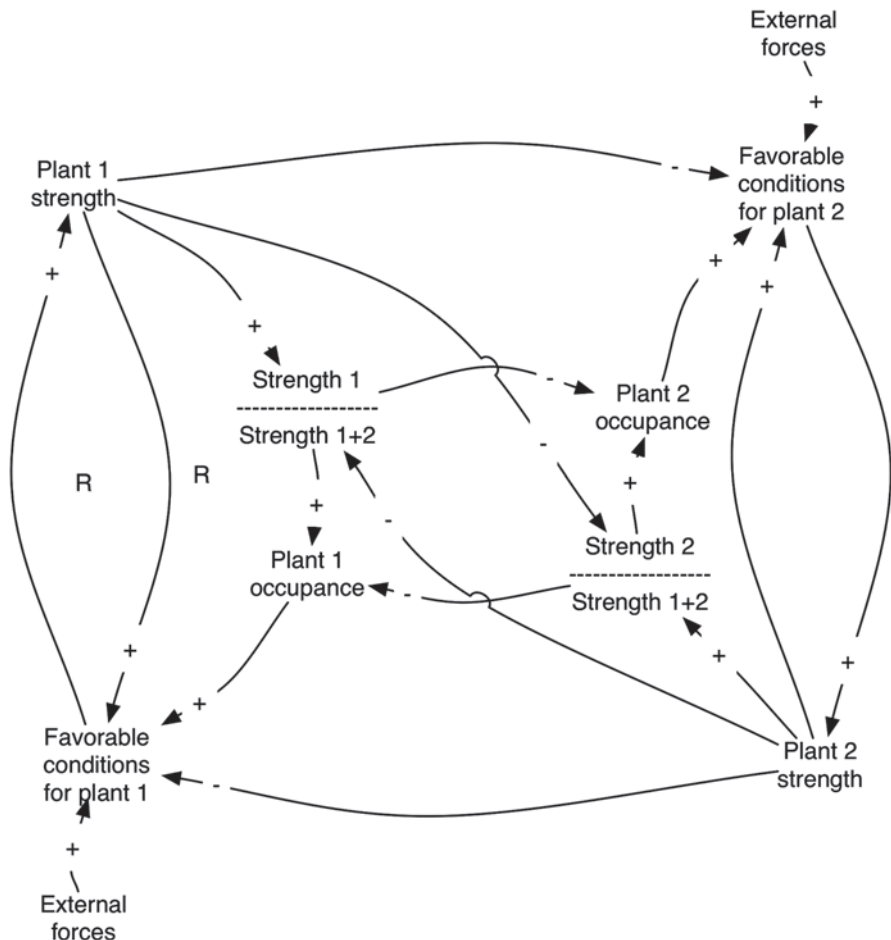 External
forces
+
Plant 1
strength
-
Favorable
conditions
for plant 2
+
+
+
+
Strength 1
--------------------
Strength 1+2
-
Plant 2
occupance
-
R
R
+
-
+
Strength 2
--------------------
Strength 1+2
Plant 1
occupance
-
+
+
+
+
Favorable
conditions
for plant 1
-
Plant 2
strength
+
External
forces